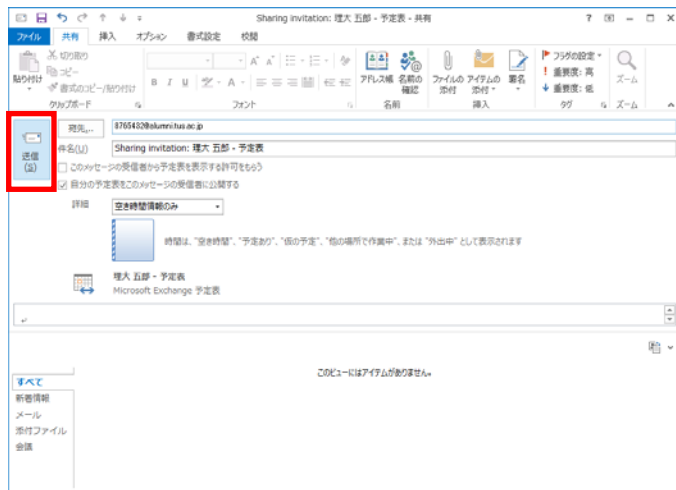 Sharing invitation: 理大 五郎 - 予定表 - 共有
ファイル 共有 挿入 オプション 書式設定 校閲
貼り付け
切り取り
コピー
書式のコピー/貼り付け
クリップボード
B I U A
フォント
アドレス帳 名前の確認
名前
ファイルの添付 アイテムの添付 署名
挿入
フラグの設定
重要度: 高
重要度: 低
タグ
ズーム
ズーム
送信(S)
宛先...
8765432@alumni.tus.ac.jp
件名(U)
Sharing invitation: 理大 五郎 - 予定表
このメッセージの受信者から予定表を表示する許可をもらう
自分の予定表をこのメッセージの受信者に公開する
詳細
空き時間情報のみ
時間は、"空き時間"、"予定あり"、"仮の予定"、"他の場所で作業中"、または "外出中" として表示されます
理大 五郎 - 予定表
Microsoft Exchange 予定表
このビューにはアイテムがありません。
すべて
新着情報
メール
添付ファイル
会議